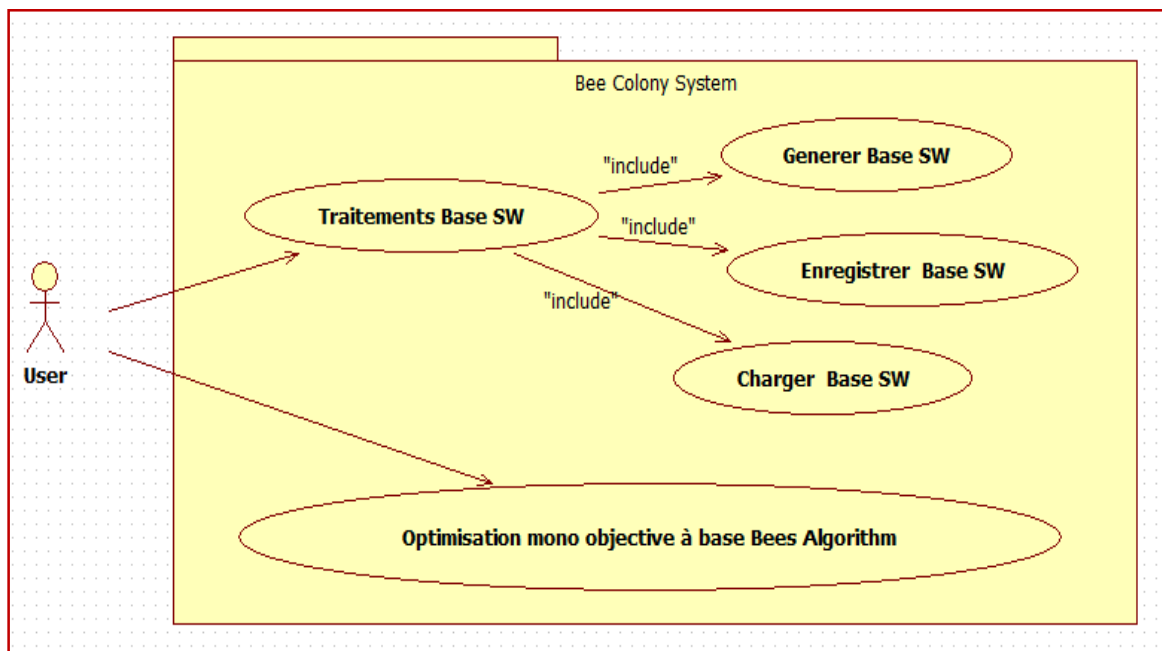 Bee Colony System
Generer Base SW
"include"
Traitements Base SW
"include"
Enregistrer Base SW
"include"
Charger Base SW
User
Optimisation mono objective à base Bees Algorithm